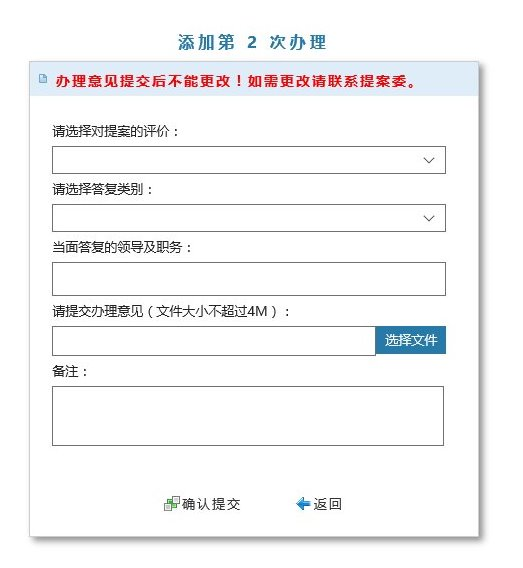 添加第 2 次办理
办理意见提交后不能更改！如需更改请联系提案委。
请选择对提案的评价：
请选择答复类别：
当面答复的领导及职务：
请提交办理意见（文件大小不超过4M）：
选择文件
备注：
确认提交 返回